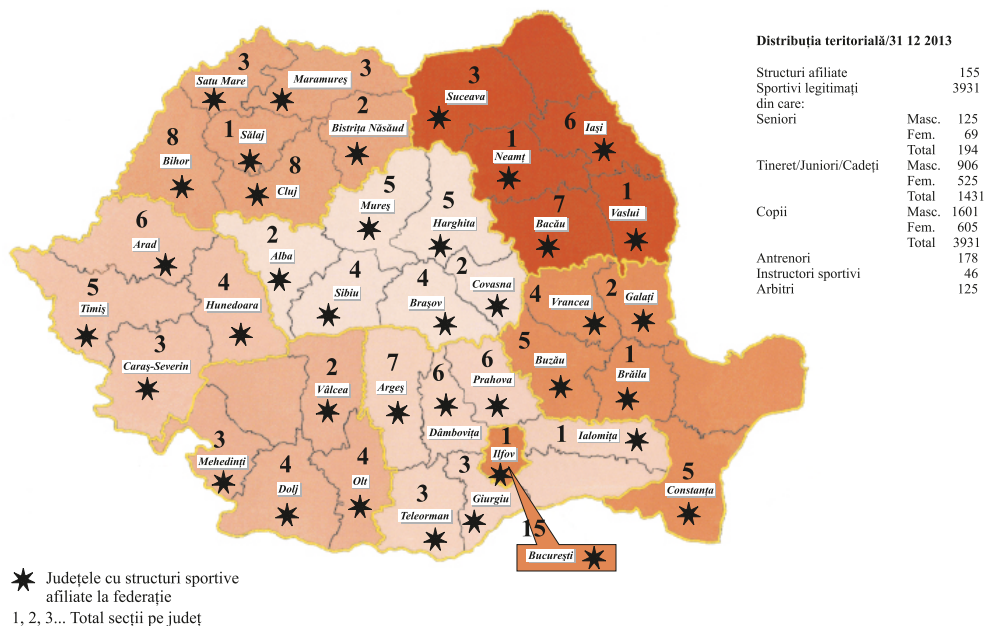 Distribuția teritorială/31 12 2013
Structuri afiliate 155
Sportivi legitimați 3931
din care:
Seniori Masc. 125
Fem. 69
Total 194
Tineret/Juniori/Cadeți Masc. 906
Fem. 525
Total 1431
Copii Masc. 1601
Fem. 605
Total 3931
Antrenori 178
Instructori sportivi 46
Arbitri 125
3
Satu Mare
3
Maramureș
2
Bistrița Năsăud
1
Sălaj
8
Bihor
8
Cluj
3
Suceava
6
Iași
1
Neamț
7
Bacău
1
Vaslui
5
Mureș
5
Harghita
2
Alba
4
Sibiu
4
Brașov
2
Covasna
6
Arad
5
Timiș
4
Hunedoara
3
Caraș-Severin
4
Vrancea
2
Galați
5
Buzău
1
Brăila
5
Constanța
2
Vâlcea
3
Mehedinți
4
Dolj
4
Olt
7
Argeș
6
Dâmbovița
6
Prahova
1
Ilfov
1
Ialomița
3
Teleorman
3
Giurgiu
15
București
Județele cu structuri sportive
afiliate la federație
1, 2, 3... Total secții pe județ